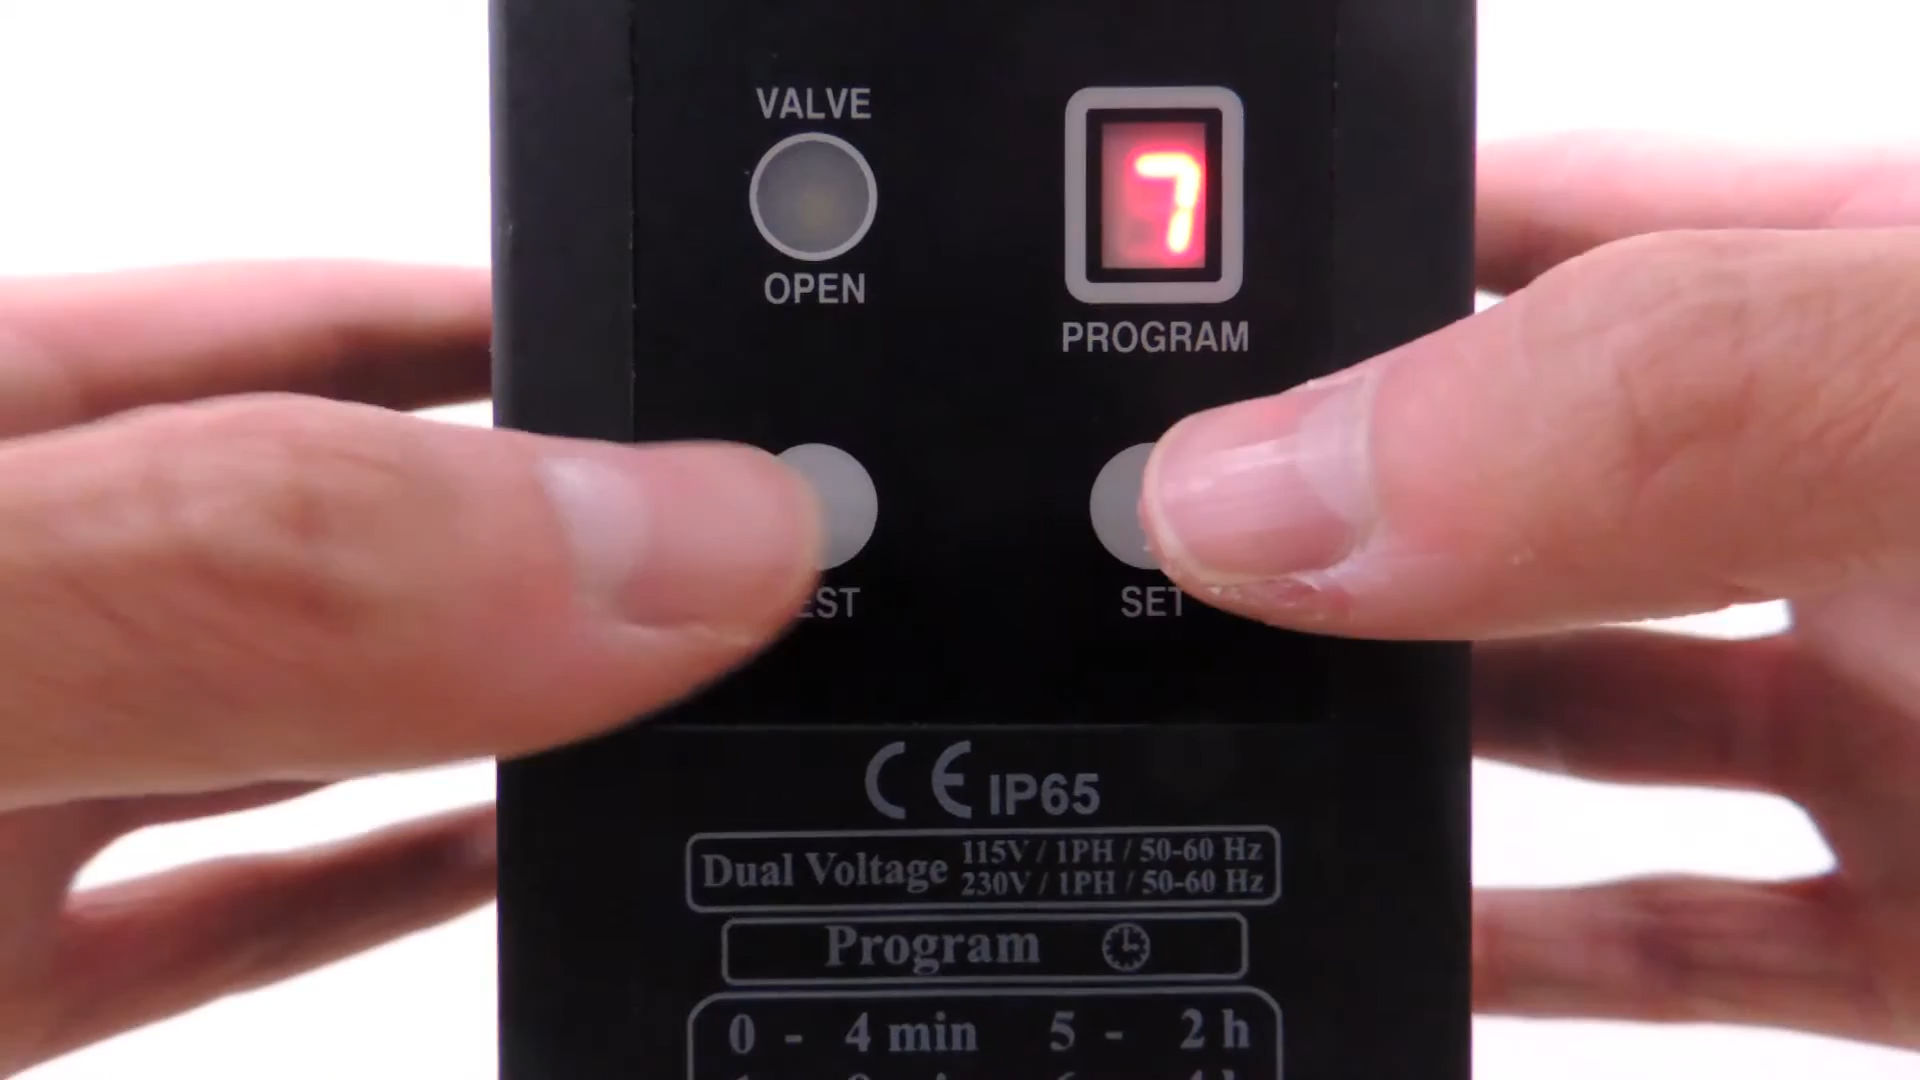 VALVE
7
OPEN
PROGRAM
EST
SET
CE IP65
Dual Voltage 115V / 1PH / 50-60 Hz
230V / 1PH / 50-60 Hz
Program
0 - 4 min 5 - 2 h